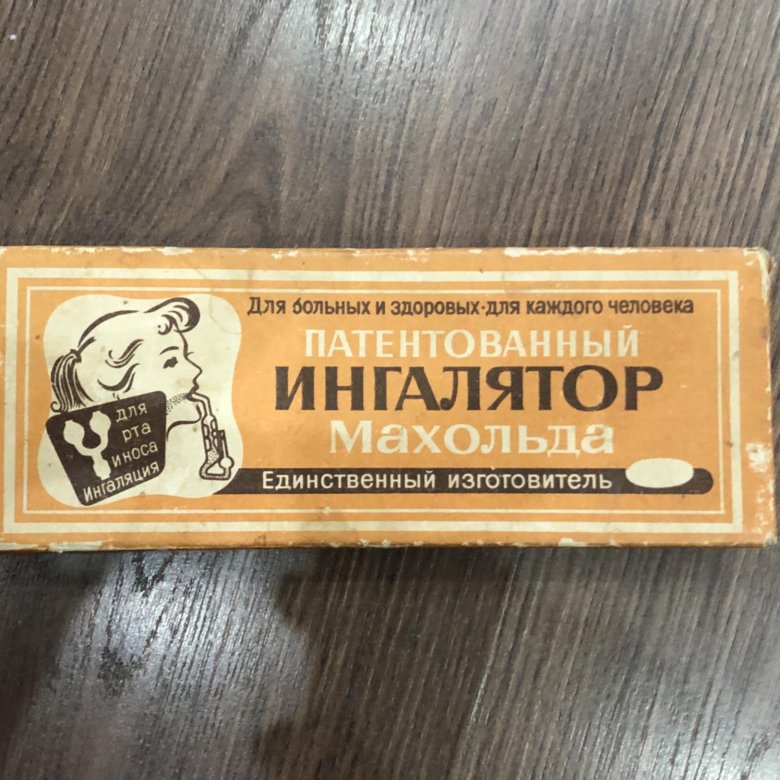 Для больных и здоровых-для каждого человека
ПАТЕНТОВАННЫЙ
ИНГАЛЯТОР
Махольда
Единственный изготовитель
для
рта
и носа
Ингаляция